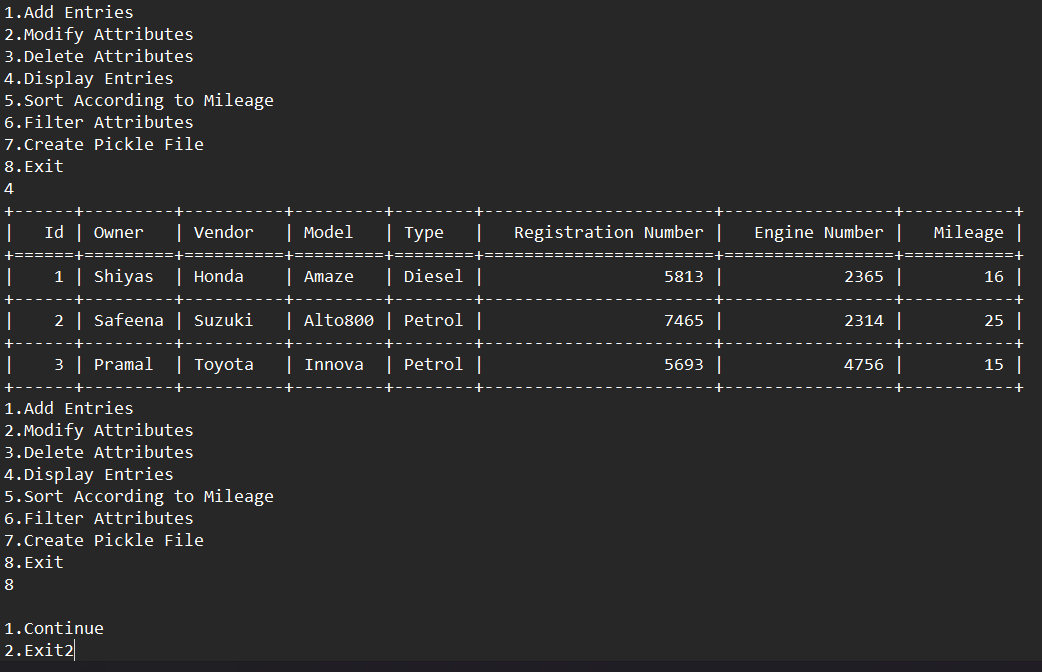 1.Add Entries
2.Modify Attributes
3.Delete Attributes
4.Display Entries
5.Sort According to Mileage
6.Filter Attributes
7.Create Pickle File
8.Exit
4
+------+---------+----------+---------+--------+-----------------------+-----------------+-----------+
|   Id | Owner   | Vendor   | Model   | Type   |   Registration Number |   Engine Number |   Mileage |
+======+=========+==========+=========+========+=======================+=================+===========+
|    1 | Shiyas  | Honda    | Amaze   | Diesel |                  5813 |            2365 |        16 |
+------+---------+----------+---------+--------+-----------------------+-----------------+-----------+
|    2 | Safeena | Suzuki   | Alto800 | Petrol |                  7465 |            2314 |        25 |
+------+---------+----------+---------+--------+-----------------------+-----------------+-----------+
|    3 | Pramal  | Toyota   | Innova  | Petrol |                  5693 |            4756 |        15 |
+------+---------+----------+---------+--------+-----------------------+-----------------+-----------+
1.Add Entries
2.Modify Attributes
3.Delete Attributes
4.Display Entries
5.Sort According to Mileage
6.Filter Attributes
7.Create Pickle File
8.Exit
8
1.Continue
2.Exit2